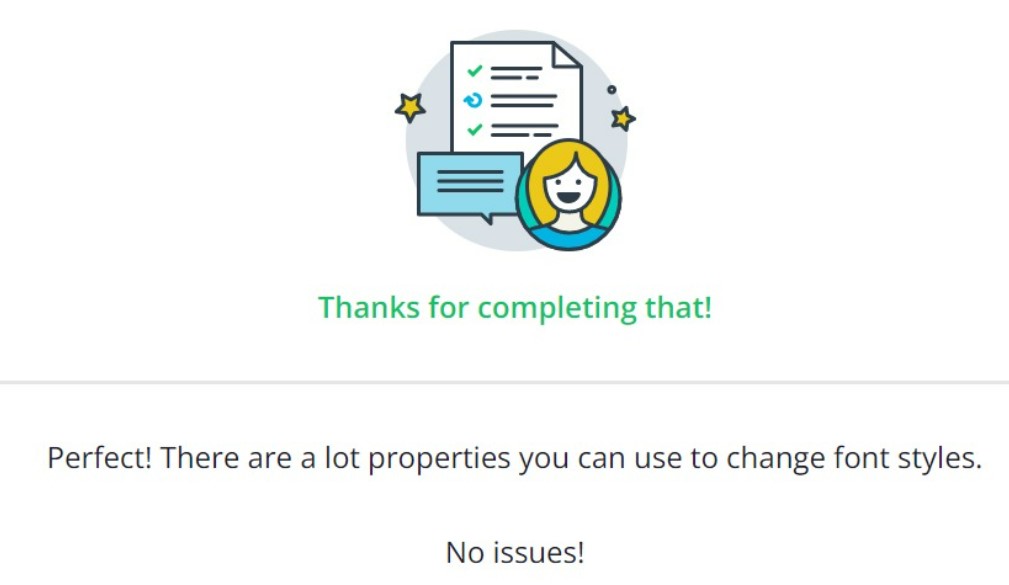 Thanks for completing that!
Perfect! There are a lot properties you can use to change font styles.
No issues!